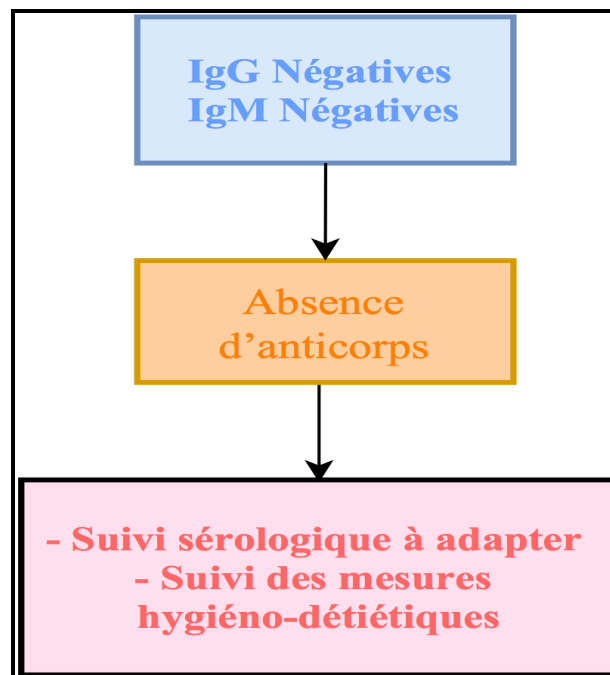 IgG Négatives
IgM Négatives
Absence
d’anticorps
- Suivi sérologique à adapter
- Suivi des mesures
hygiéno-détiétiques